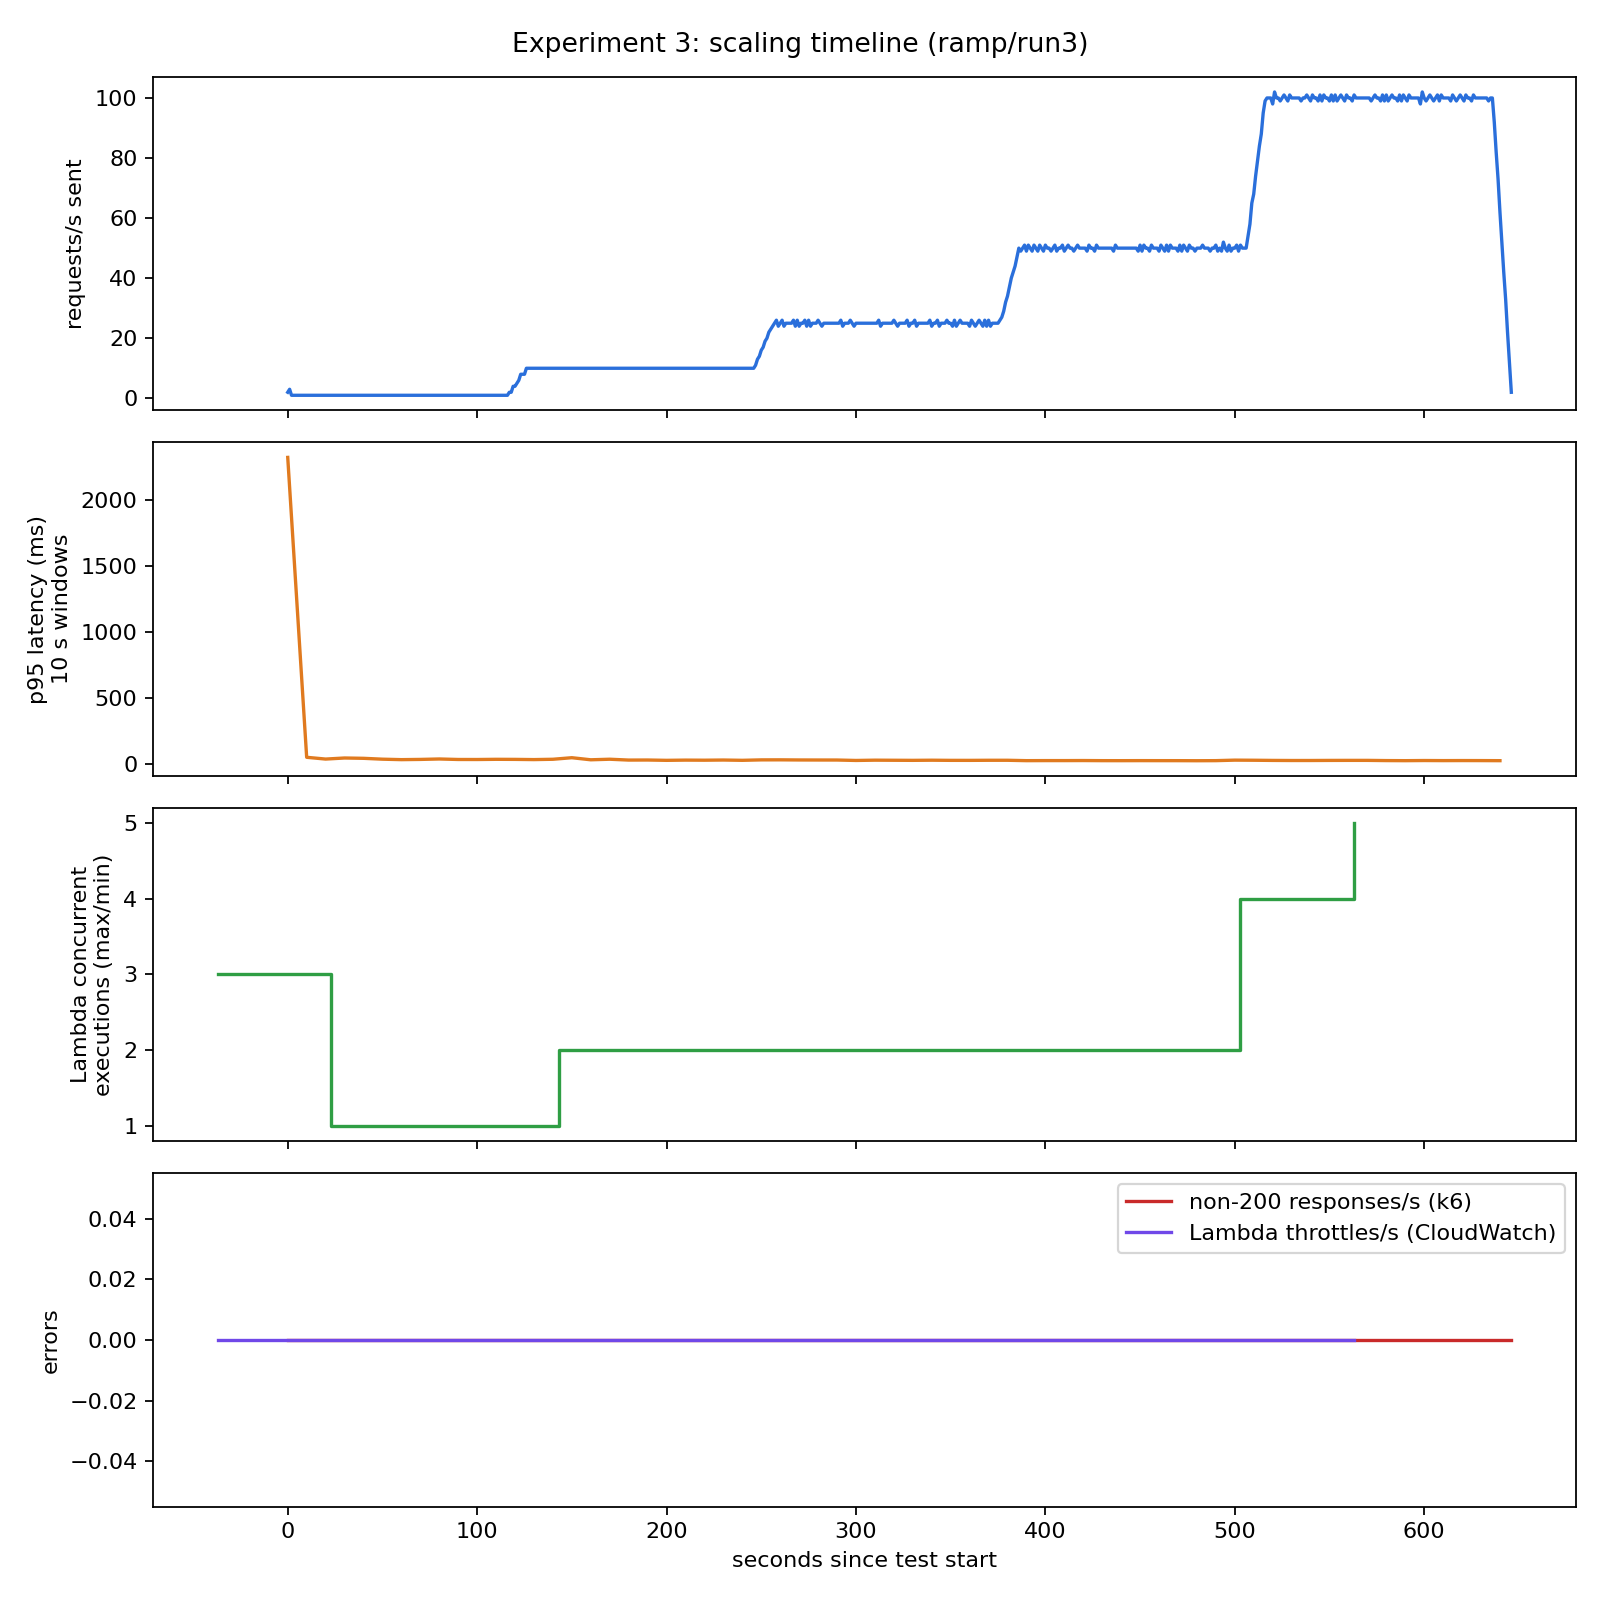 Experiment 3: scaling timeline (ramp/run3)
requests/s sent
100
80
60
40
20
0
p95 latency (ms)
10 s windows
2000
1500
1000
500
0
Lambda concurrent
executions (max/min)
5
4
3
2
1
errors
0.04
0.02
0.00
−0.02
−0.04
non-200 responses/s (k6)
Lambda throttles/s (CloudWatch)
0 100 200 300 400 500 600
seconds since test start